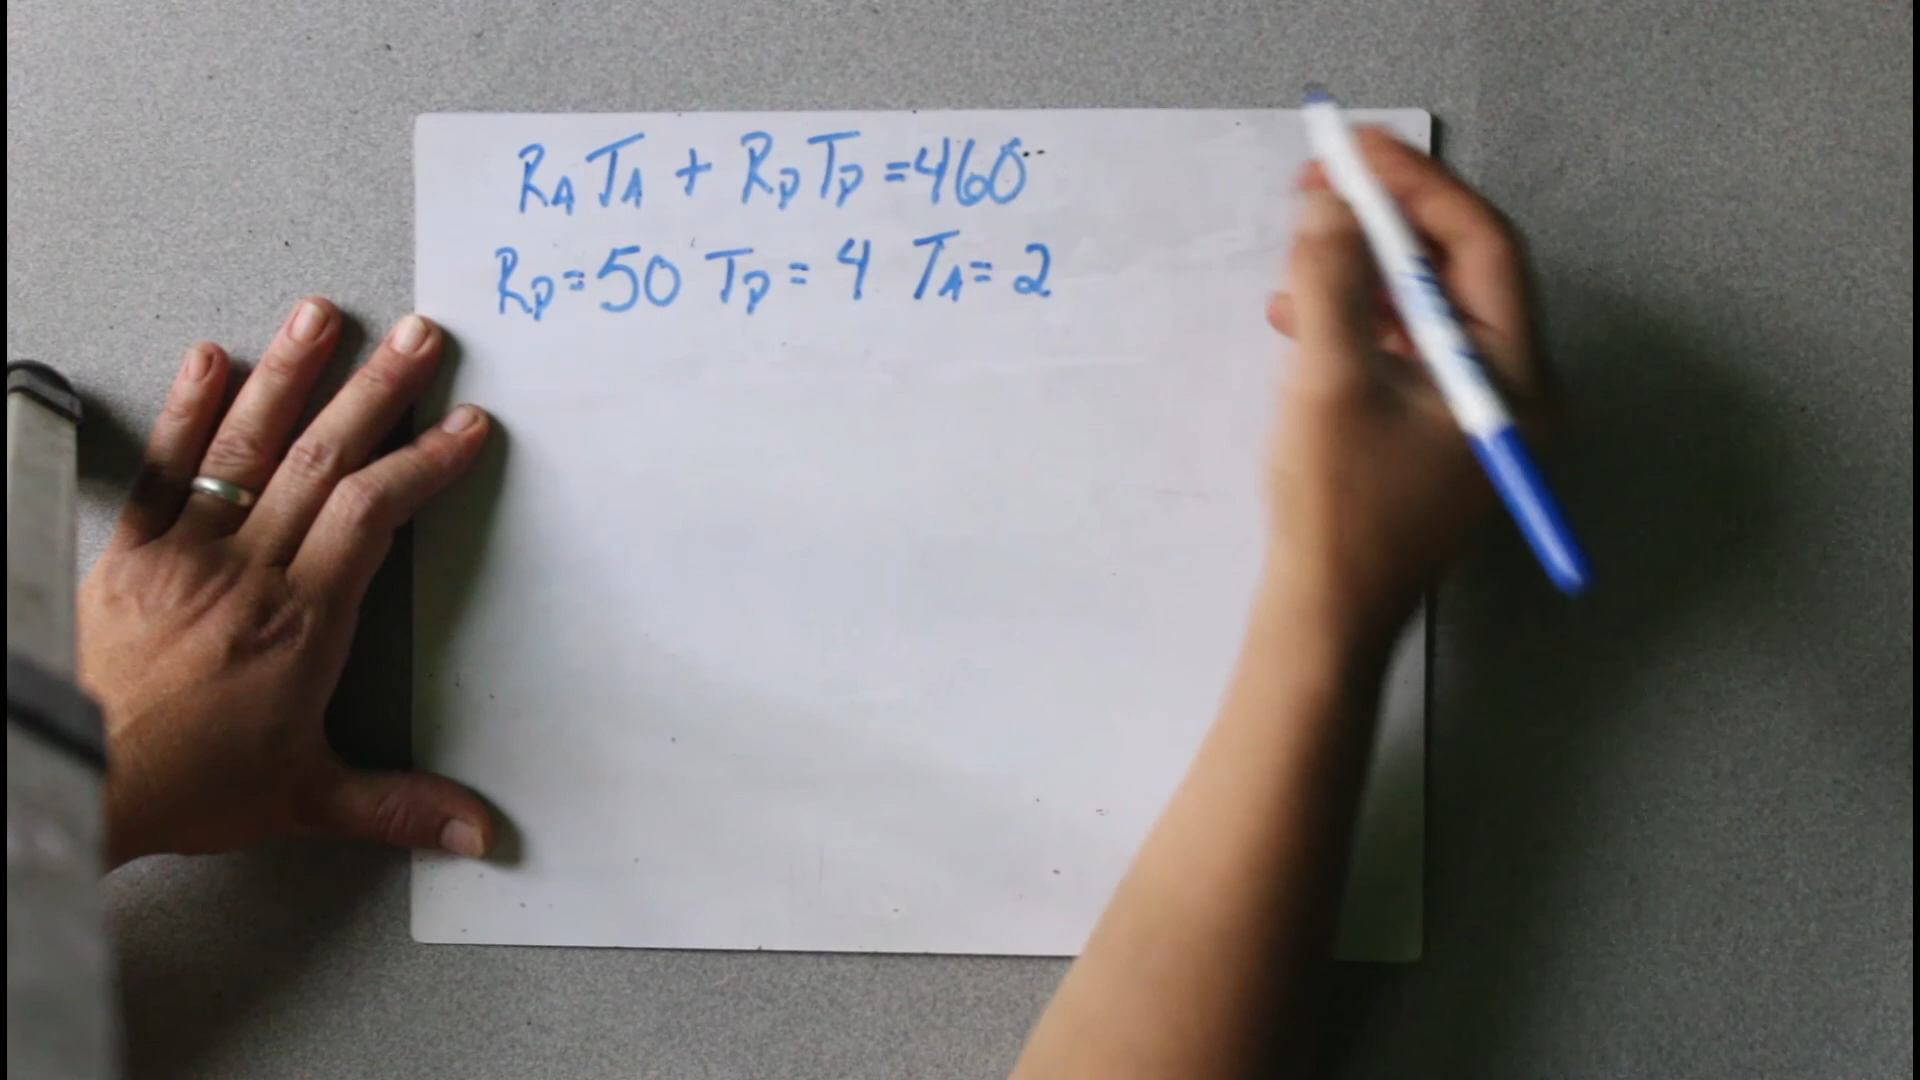 RA TA + RP TP = 460
RP = 50 TP = 4 TA = 2